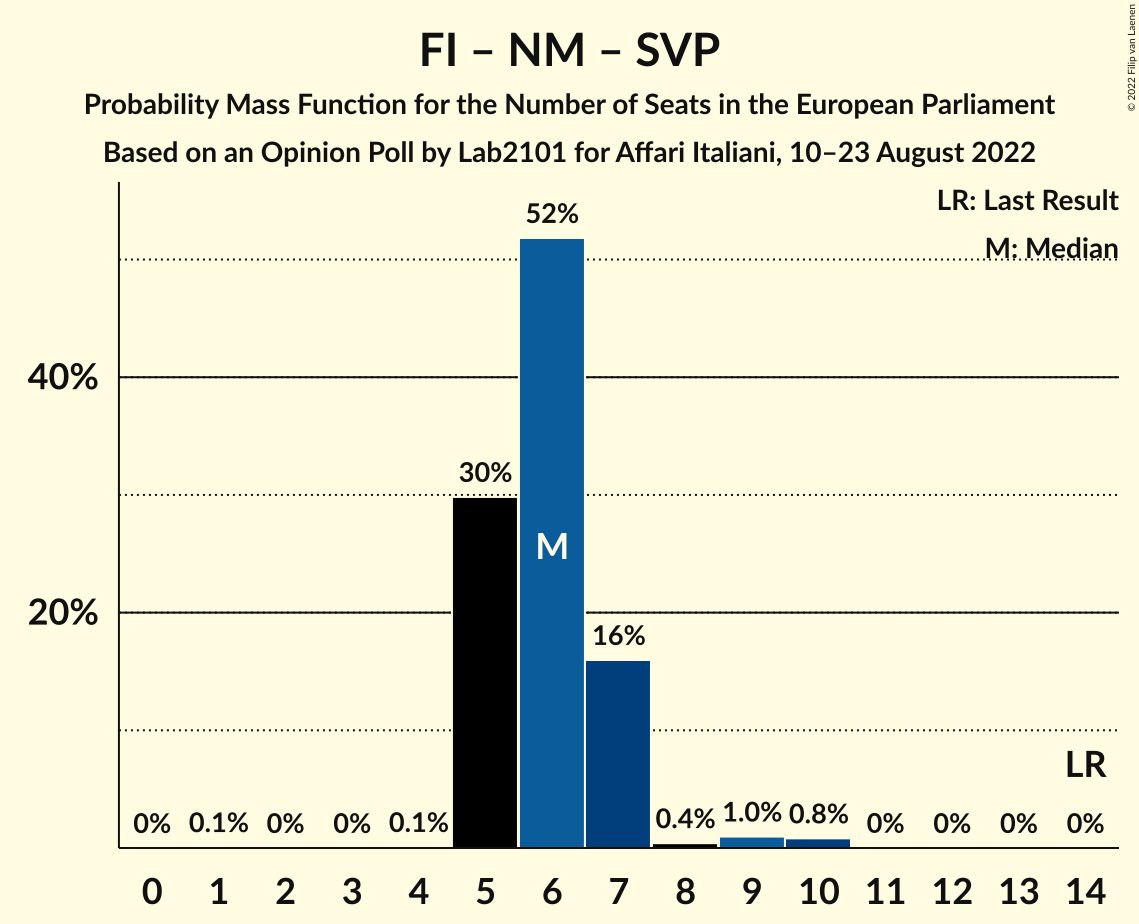 FI – NM – SVP
Probability Mass Function for the Number of Seats in the European Parliament
Based on an Opinion Poll by Lab2101 for Affari Italiani, 10–23 August 2022
© 2022 Filip van Laenen
LR: Last Result
M: Median
52%
40%
30%
M
20%
16%
LR
0% 0.1% 0% 0% 0.1% 0.4% 1.0% 0.8% 0% 0% 0% 0%
0 1 2 3 4 5 6 7 8 9 10 11 12 13 14